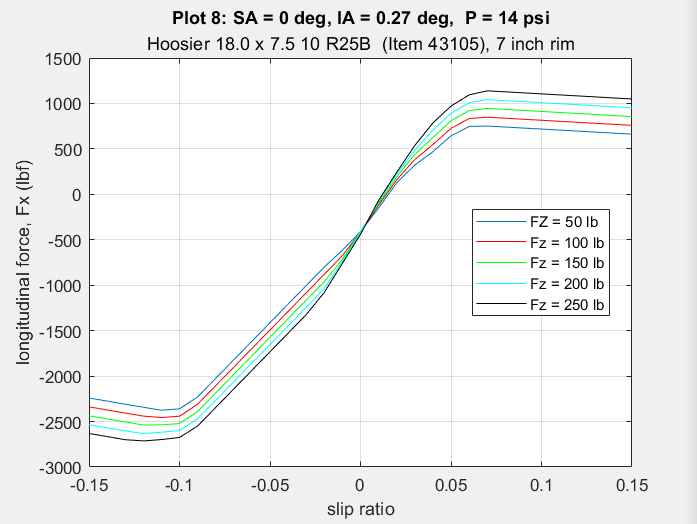 Plot 8: SA = 0 deg, IA = 0.27 deg,  P = 14 psi
Hoosier 18.0 x 7.5 10 R25B  (Item 43105), 7 inch rim
1500
1000
500
0
-500
-1000
-1500
-2000
-2500
-3000
longitudinal force, Fx (lbf)
FZ = 50 lb
Fz = 100 lb
Fz = 150 lb
Fz = 200 lb
Fz = 250 lb
-0.15 -0.1 -0.05 0 0.05 0.1 0.15
slip ratio